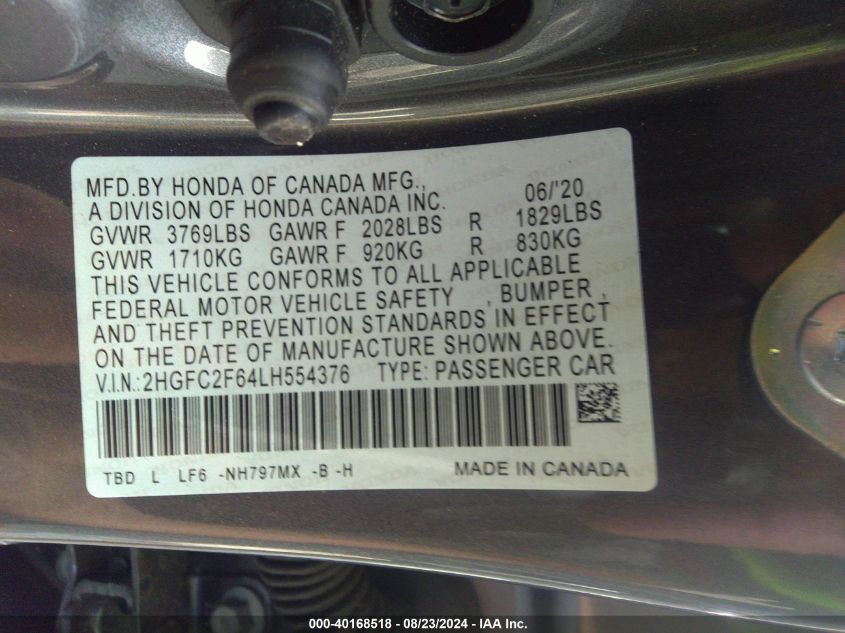 MFD.BY HONDA OF CANADA MFG.,
A DIVISION OF HONDA CANADA INC. 06/'20
GVWR 3769LBS GAWR F 2028LBS R 1829LBS
GVWR 1710KG GAWR F 920KG R 830KG
THIS VEHICLE CONFORMS TO ALL APPLICABLE
FEDERAL MOTOR VEHICLE SAFETY , BUMPER ,
AND THEFT PREVENTION STANDARDS IN EFFECT
ON THE DATE OF MANUFACTURE SHOWN ABOVE.
V.I.N.:2HGFC2F64LH554376 TYPE: PASSENGER CAR
TBD L LF6 -NH797MX -B -H MADE IN CANADA
000-40168518 - 08/23/2024 - IAA Inc.